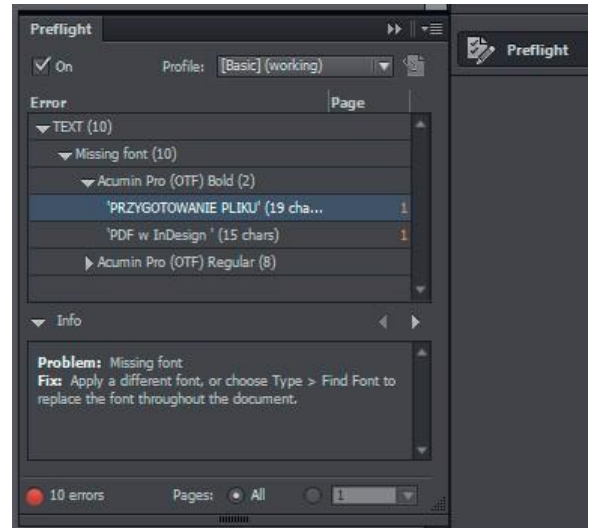 Preflight
On Profile: [Basic] (working)
Error Page
TEXT (10)
Missing font (10)
Acumin Pro (OTF) Bold (2)
'PRZYGOTOWANIE PLIKU' (19 cha... 1
'PDF w InDesign ' (15 chars) 1
Acumin Pro (OTF) Regular (8)
Info
Problem: Missing font
Fix: Apply a different font, or choose Type > Find Font to
replace the font throughout the document.
10 errors Pages: All 1
Preflight